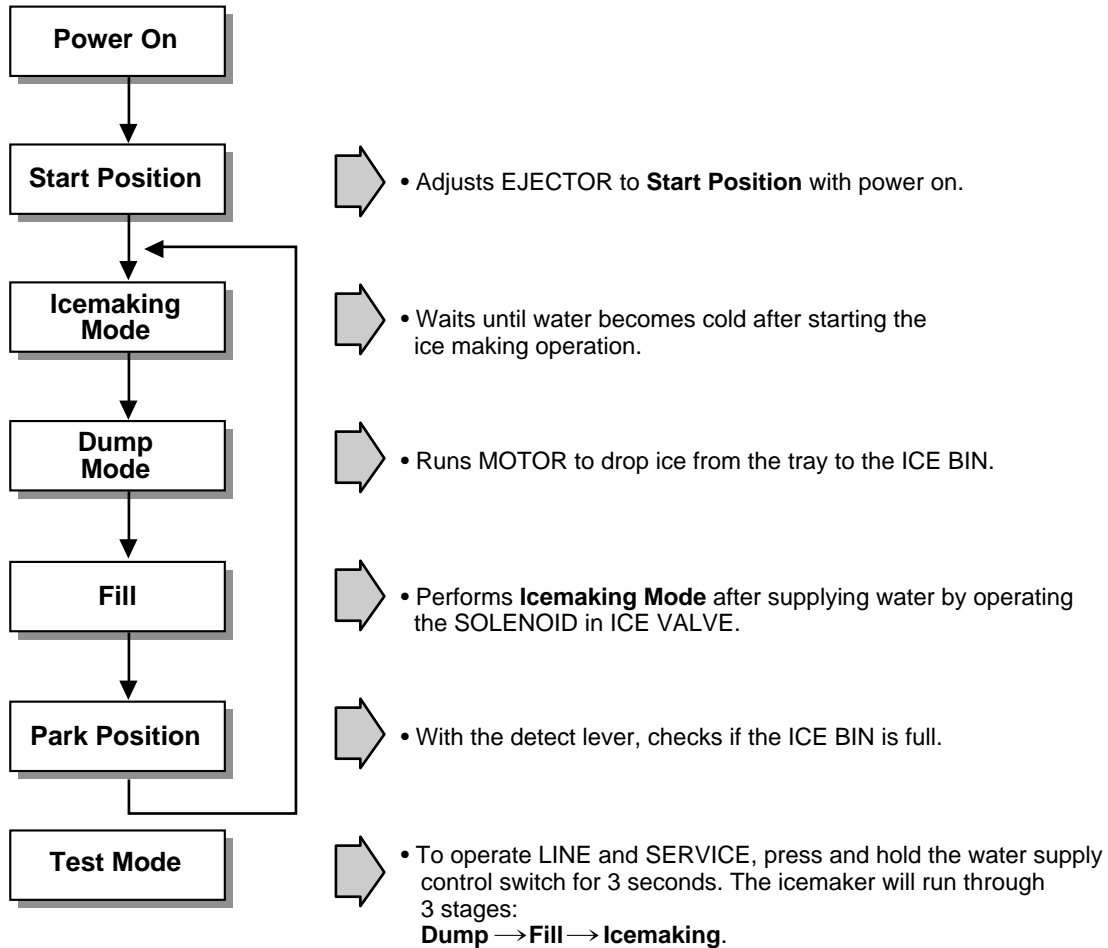 Power On
Start Position
• Adjusts EJECTOR to Start Position with power on.
Icemaking
Mode
• Waits until water becomes cold after starting the
ice making operation.
Dump
Mode
• Runs MOTOR to drop ice from the tray to the ICE BIN.
Fill
• Performs Icemaking Mode after supplying water by operating
the SOLENOID in ICE VALVE.
Park Position
• With the detect lever, checks if the ICE BIN is full.
Test Mode
• To operate LINE and SERVICE, press and hold the water supply
control switch for 3 seconds. The icemaker will run through
3 stages:
Dump → Fill → Icemaking.